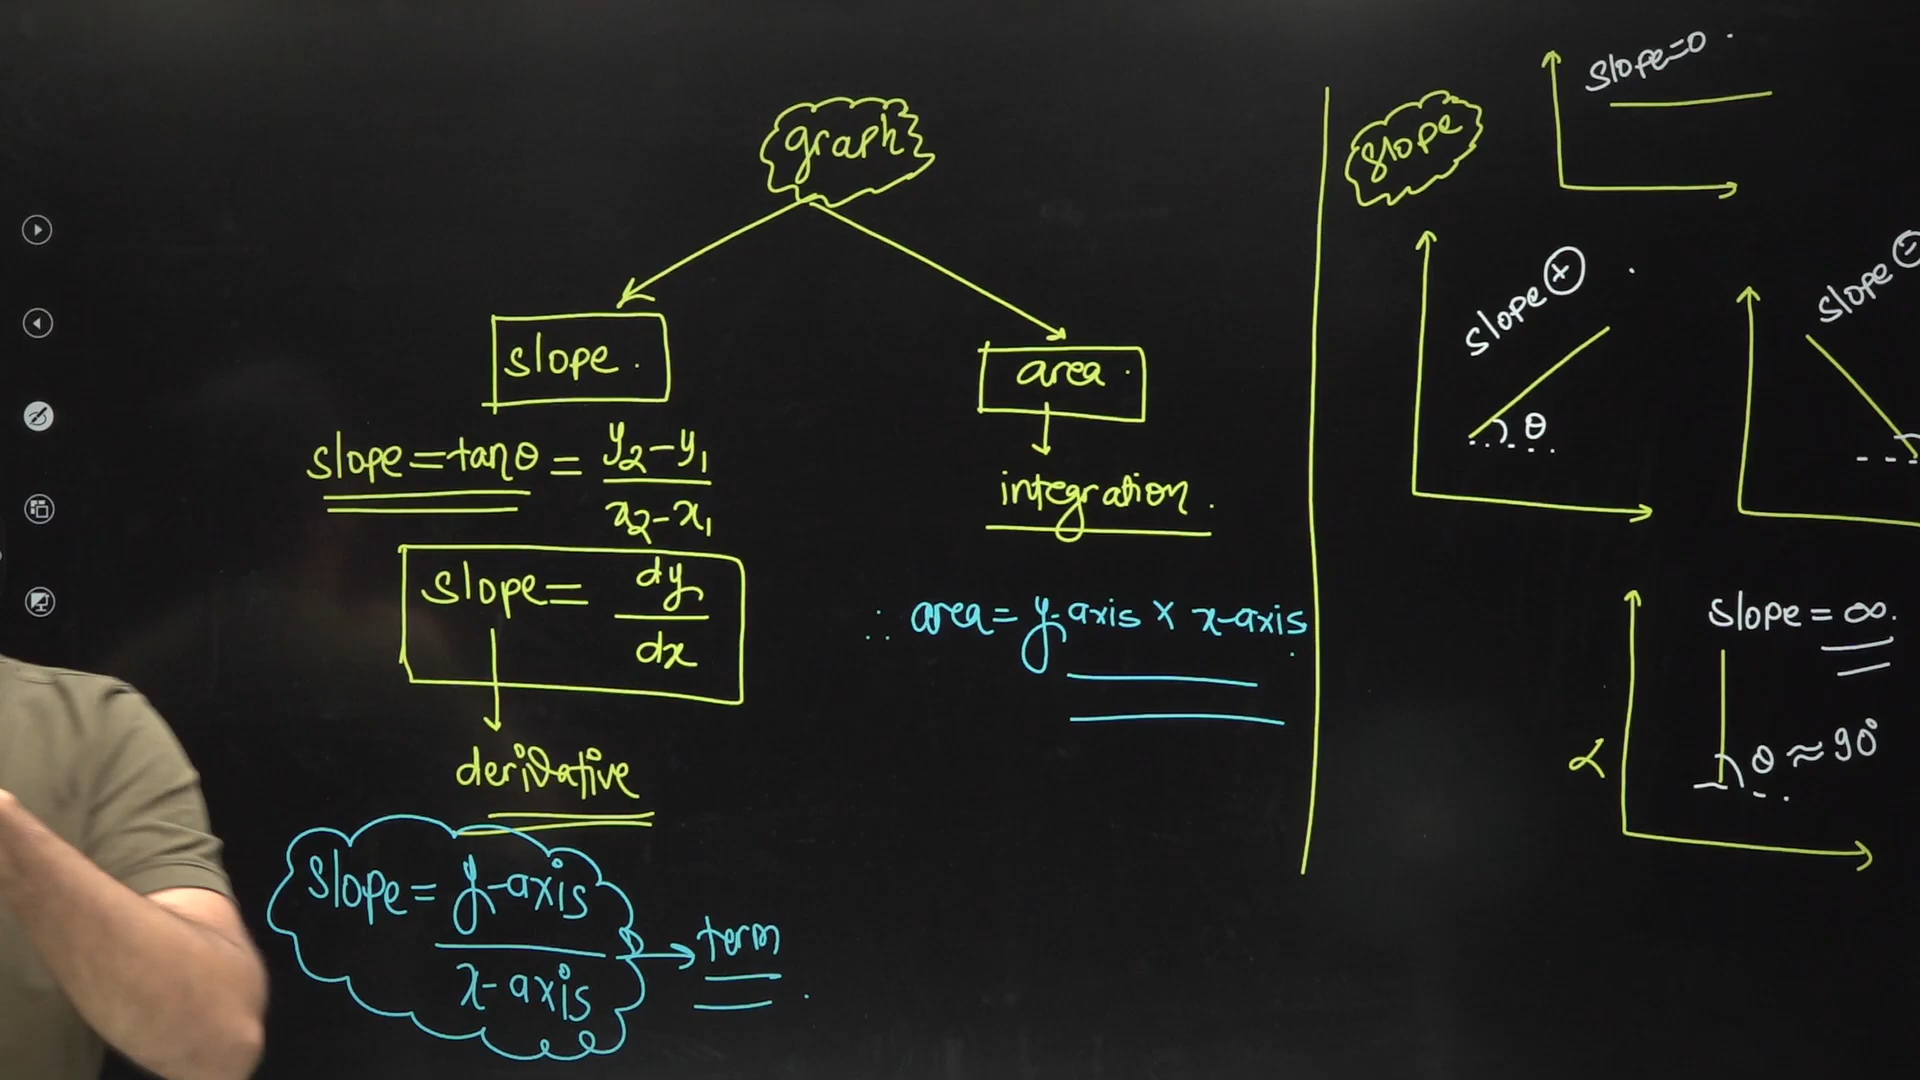 graph
slope.
area.
slope = tanθ = y₂-y₁ / x₂-x₁
integration.
slope = dy / dx
∴ area = y-axis × x-axis
derivative
slope = y-axis / x-axis → term
slope
slope=0.
slope ⊕
θ
slope ⊖
slope = ∞.
θ ≈ 90°